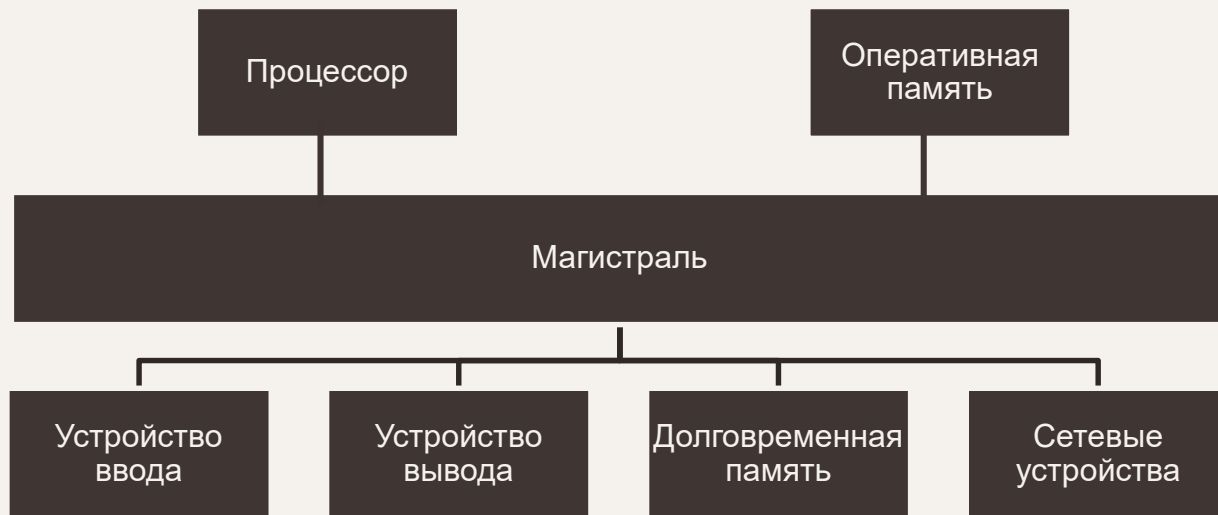 Процессор
Оперативная
память
Магистраль
Устройство
ввода
Устройство
вывода
Долговременная
память
Сетевые
устройства